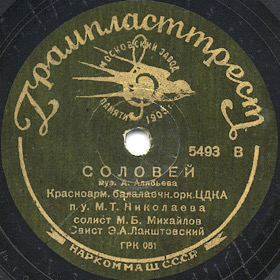 Грампласттрест
МОСКОВСКИЙ ЗАВОД
ПАМЯТИ 1905 г.
5493 В
СОЛОВЕЙ
муз. А. Алябьева
Красноарм. балалаечн. орк. ЦДКА
п. у. М. Т. Николаева
солист М. Б. Михайлов
Свист Э. А. Лакштовский
ГРК 051
НАРКОММАШ СССР